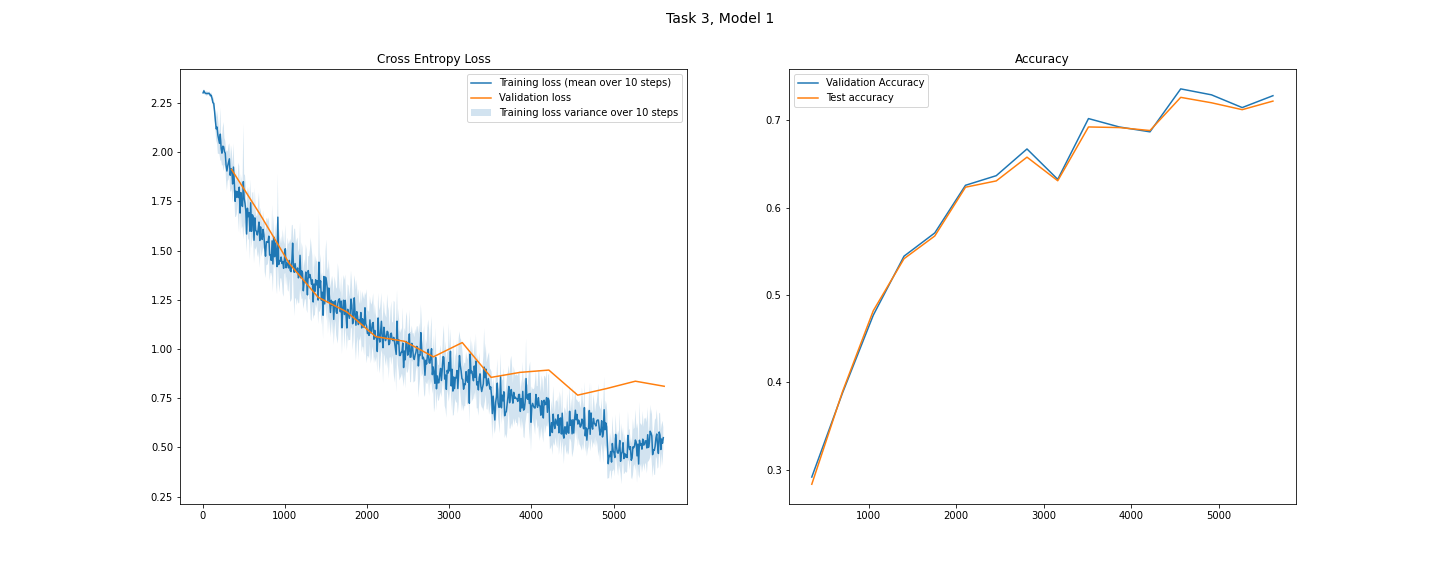 Task 3, Model 1
Cross Entropy Loss
Training loss (mean over 10 steps)
Validation loss
Training loss variance over 10 steps
2.25
2.00
1.75
1.50
1.25
1.00
0.75
0.50
0.25
0 1000 2000 3000 4000 5000
Accuracy
Validation Accuracy
Test accuracy
0.7
0.6
0.5
0.4
0.3
1000 2000 3000 4000 5000